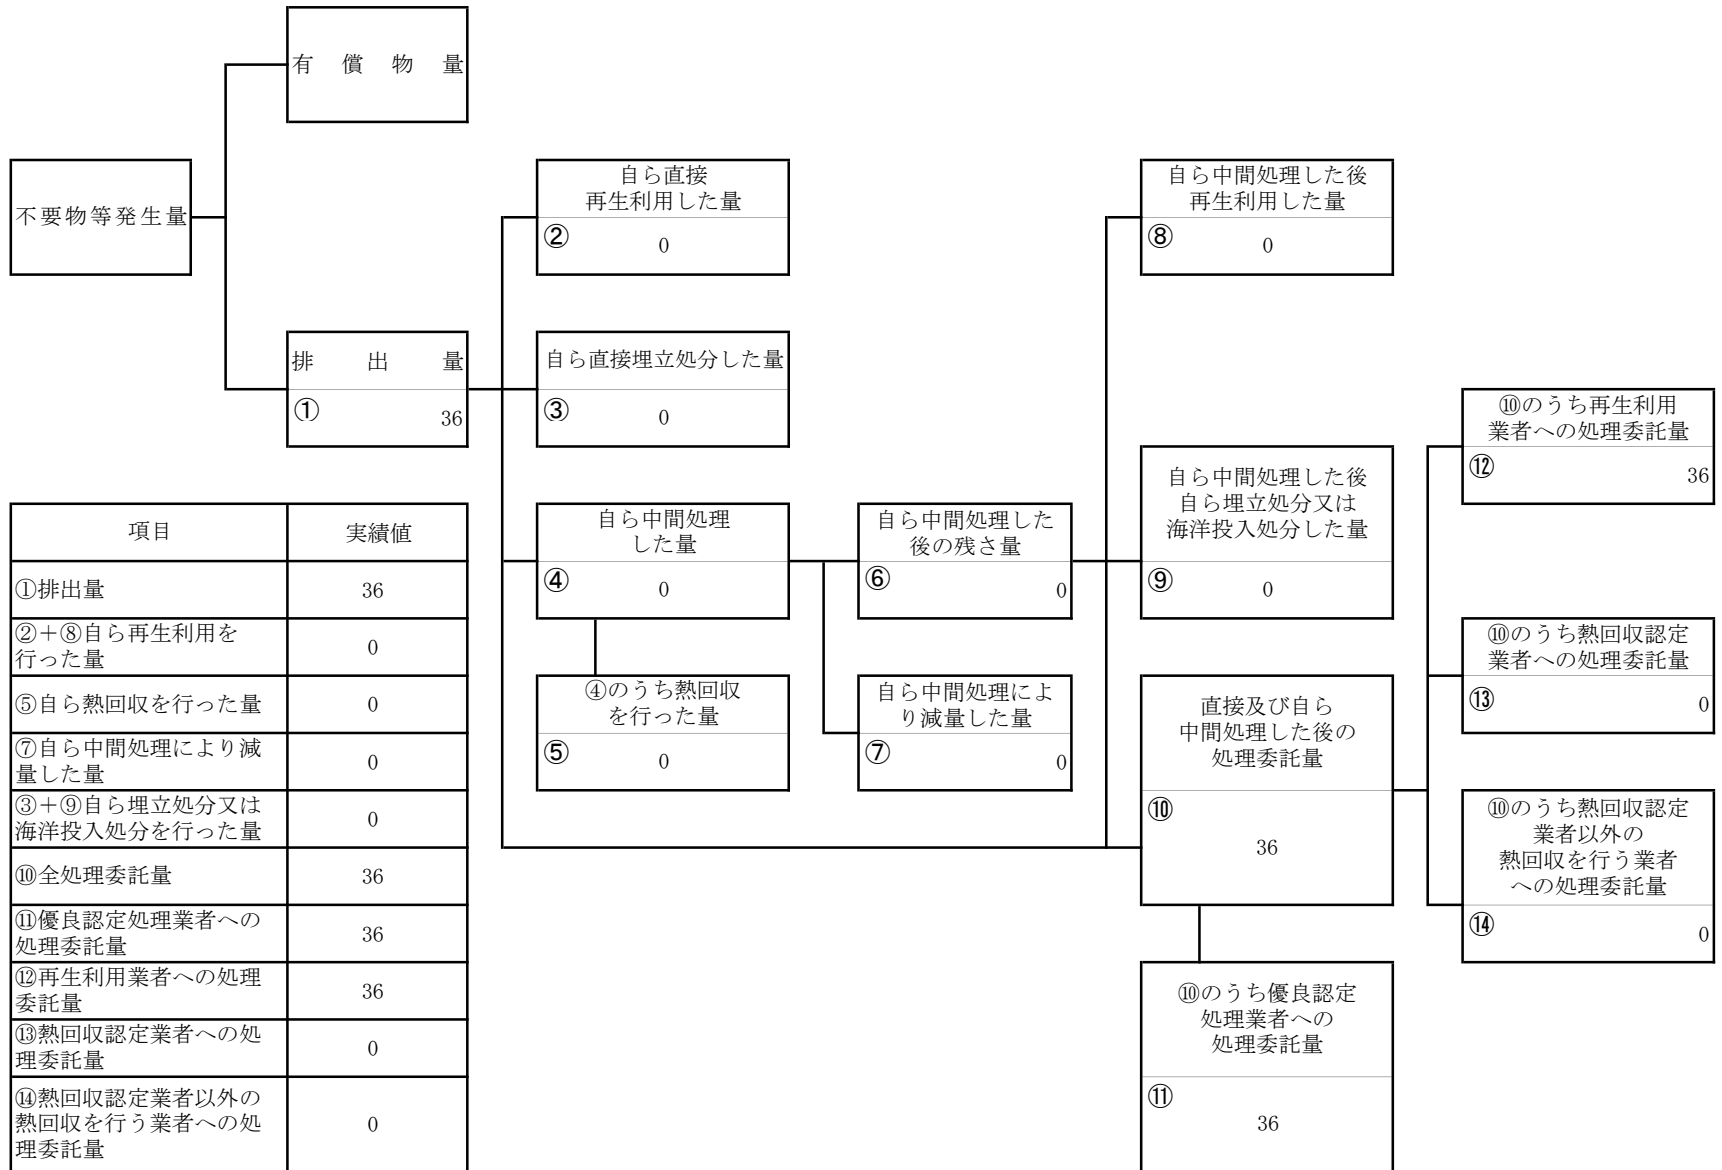 有償物量
不要物等発生量
排出量
①
36
自ら直接
再生利用した量
②
0
自ら直接埋立処分した量
③
0
自ら中間処理
した量
④
0
④のうち熱回収
を行った量
⑤
0
自ら中間処理した
後の残さ量
⑥
0
自ら中間処理によ
り減量した量
⑦
0
自ら中間処理した後
再生利用した量
⑧
0
自ら中間処理した後
自ら埋立処分又は
海洋投入処分した量
⑨
0
直接及び自ら
中間処理した後の
処理委託量
⑩
36
⑩のうち優良認定
処理業者への
処理委託量
⑪
36
⑩のうち再生利用
業者への処理委託量
⑫
36
⑩のうち熱回収認定
業者への処理委託量
⑬
0
⑩のうち熱回収認定
業者以外の
熱回収を行う業者
への処理委託量
⑭
0
項目 実績値
①排出量 36
②+⑧自ら再生利用を
行った量 0
⑤自ら熱回収を行った量 0
⑦自ら中間処理により減
量した量 0
③+⑨自ら埋立処分又は
海洋投入処分を行った量 0
⑩全処理委託量 36
⑪優良認定処理業者への
処理委託量 36
⑫再生利用業者への処理
委託量 36
⑬熱回収認定業者への処
理委託量 0
⑭熱回収認定業者以外の
熱回収を行う業者への処
理委託量 0